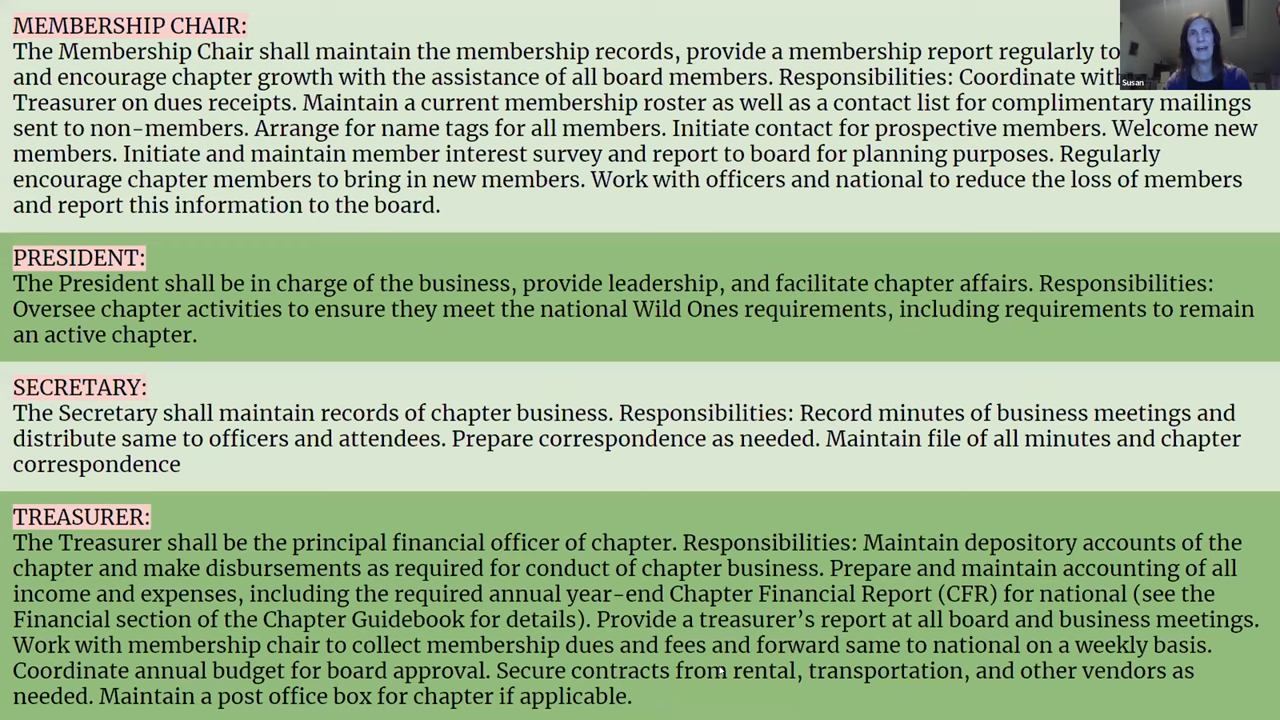 MEMBERSHIP CHAIR:
The Membership Chair shall maintain the membership records, provide a membership report regularly to
and encourage chapter growth with the assistance of all board members. Responsibilities: Coordinate with
Treasurer on dues receipts. Maintain a current membership roster as well as a contact list for complimentary mailings
sent to non-members. Arrange for name tags for all members. Initiate contact for prospective members. Welcome new
members. Initiate and maintain member interest survey and report to board for planning purposes. Regularly
encourage chapter members to bring in new members. Work with officers and national to reduce the loss of members
and report this information to the board.
PRESIDENT:
The President shall be in charge of the business, provide leadership, and facilitate chapter affairs. Responsibilities:
Oversee chapter activities to ensure they meet the national Wild Ones requirements, including requirements to remain
an active chapter.
SECRETARY:
The Secretary shall maintain records of chapter business. Responsibilities: Record minutes of business meetings and
distribute same to officers and attendees. Prepare correspondence as needed. Maintain file of all minutes and chapter
correspondence
TREASURER:
The Treasurer shall be the principal financial officer of chapter. Responsibilities: Maintain depository accounts of the
chapter and make disbursements as required for conduct of chapter business. Prepare and maintain accounting of all
income and expenses, including the required annual year-end Chapter Financial Report (CFR) for national (see the
Financial section of the Chapter Guidebook for details). Provide a treasurer’s report at all board and business meetings.
Work with membership chair to collect membership dues and fees and forward same to national on a weekly basis.
Coordinate annual budget for board approval. Secure contracts from rental, transportation, and other vendors as
needed. Maintain a post office box for chapter if applicable.
Susan